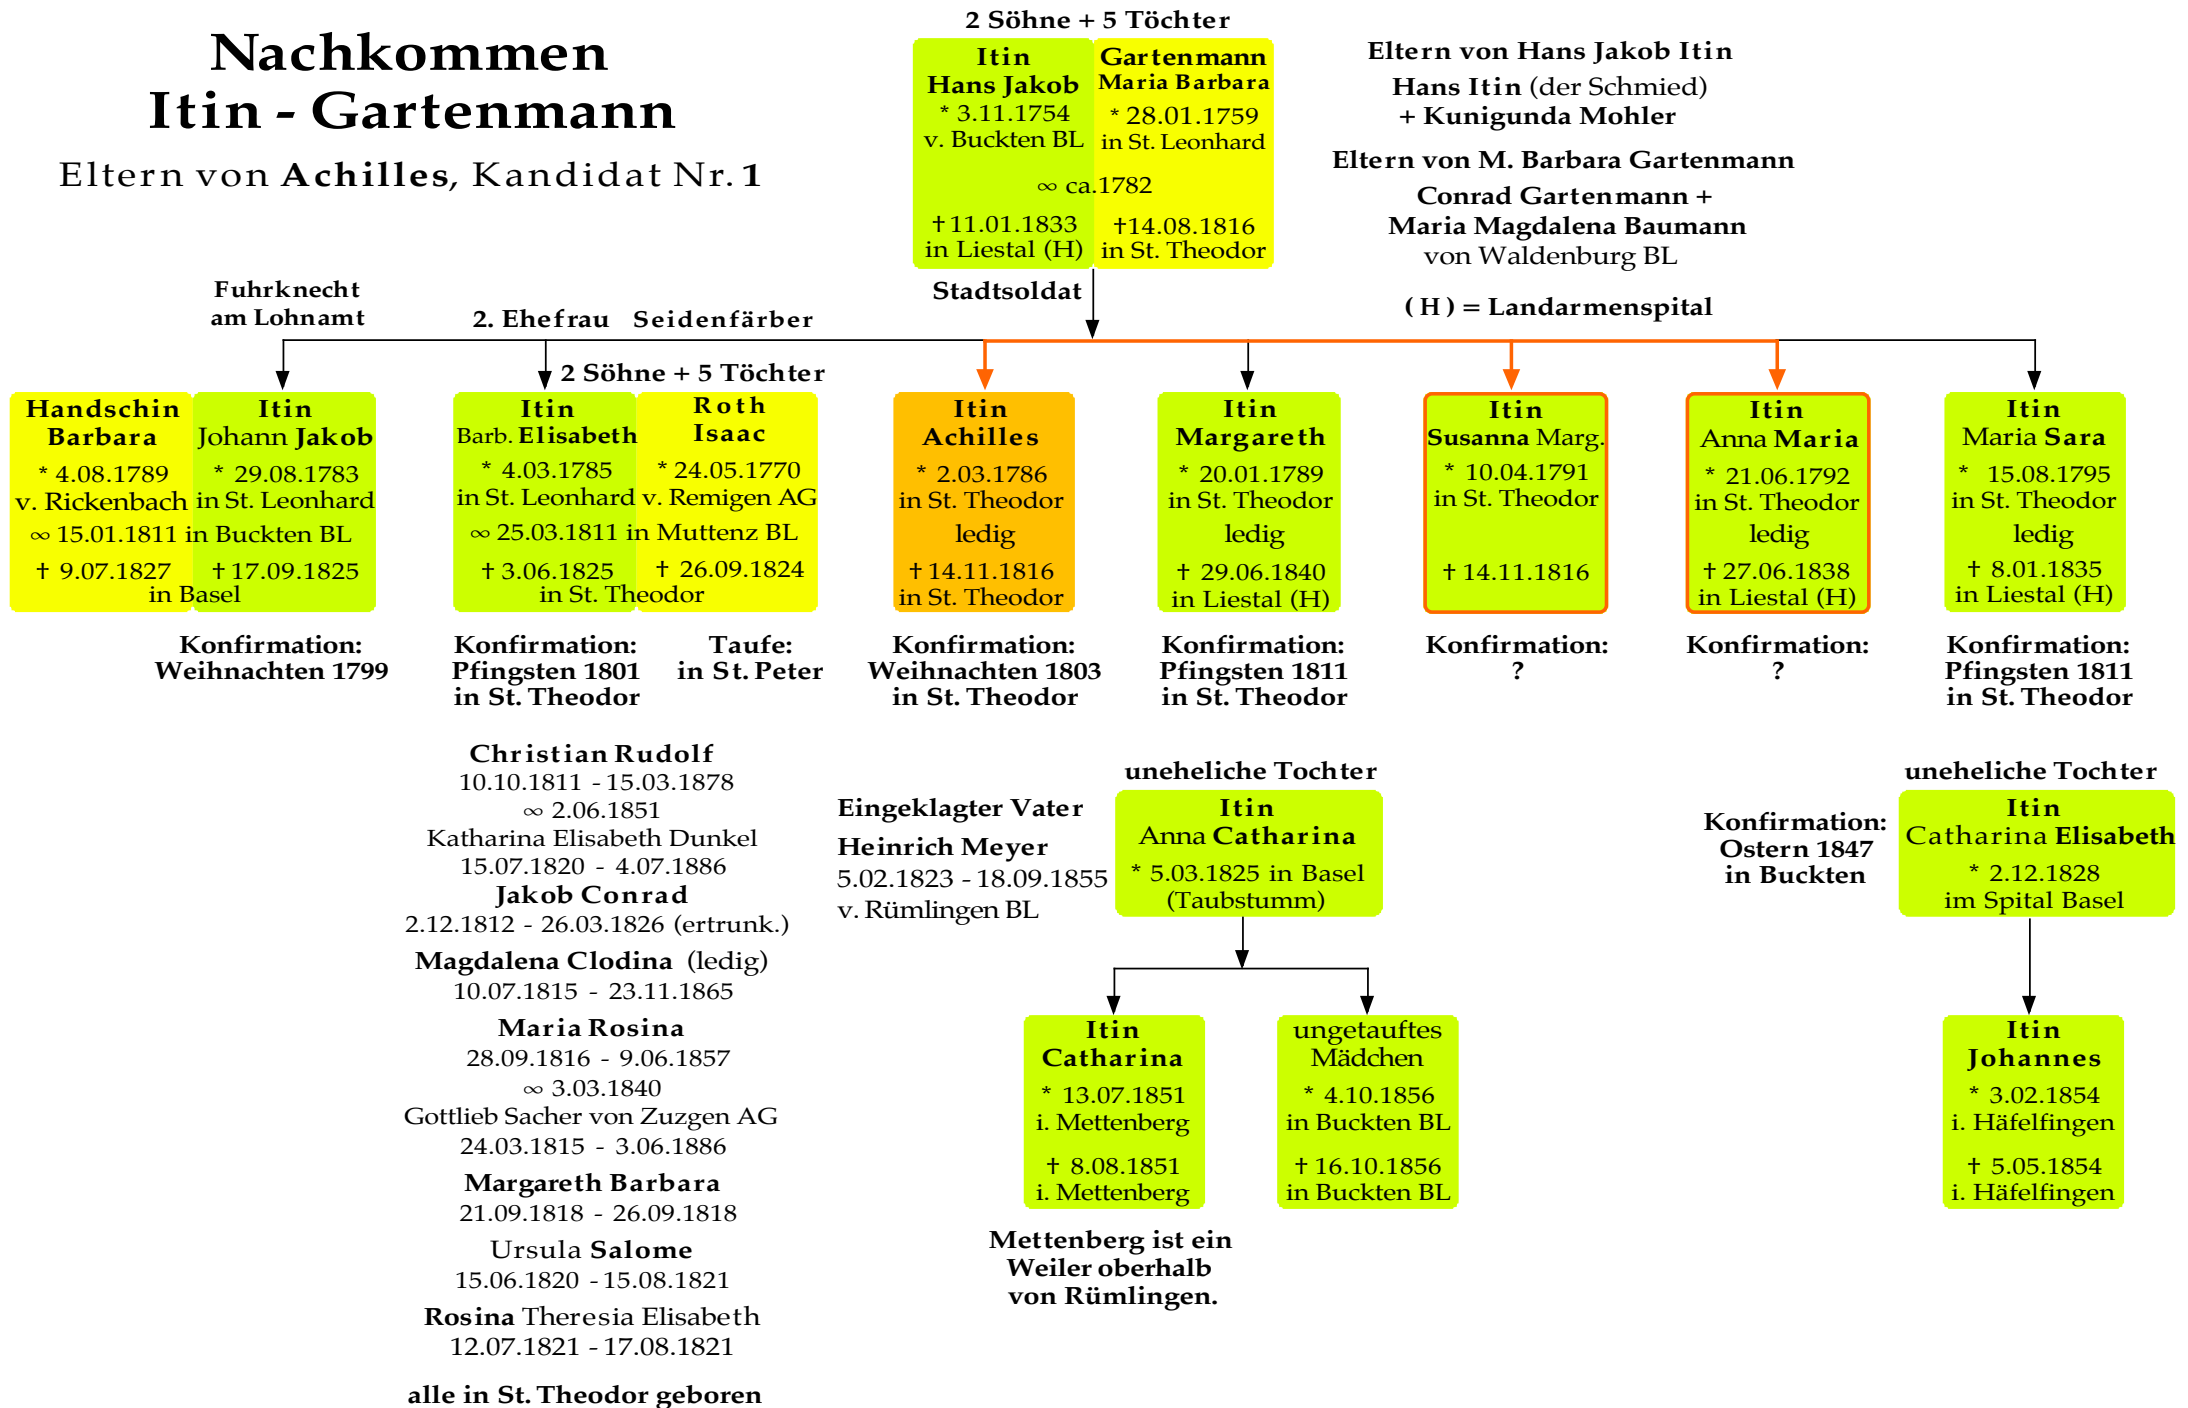 Nachkommen
Itin - Gartenmann
Eltern von Achilles, Kandidat Nr. 1
2 Söhne + 5 Töchter
Itin
Hans Jakob
* 3.11.1754
v. Buckten BL
Gartenmann
Maria Barbara
* 28.01.1759
in St. Leonhard
∞ ca.1782
† 11.01.1833
in Liestal (H)
†14.08.1816
in St. Theodor
Stadtsoldat
Eltern von Hans Jakob Itin
Hans Itin (der Schmied)
+ Kunigunda Mohler
Eltern von M. Barbara Gartenmann
Conrad Gartenmann +
Maria Magdalena Baumann
von Waldenburg BL
(H) = Landarmenspital
Fuhrknecht
am Lohnamt
2. Ehefrau
Seidenfärber
2 Söhne + 5 Töchter
Handschin
Barbara
* 4.08.1789
v. Rickenbach
Itin
Johann Jakob
* 29.08.1783
in St. Leonhard
∞ 15.01.1811 in Buckten BL
† 9.07.1827
† 17.09.1825
in Basel
Konfirmation:
Weihnachten 1799
Itin
Barb. Elisabeth
* 4.03.1785
in St. Leonhard
Roth
Isaac
* 24.05.1770
v. Remigen AG
∞ 25.03.1811 in Muttenz BL
† 3.06.1825
† 26.09.1824
in St. Theodor
Konfirmation:
Pfingsten 1801
in St. Theodor
Taufe:
in St. Peter
Itin
Achilles
* 2.03.1786
in St. Theodor
ledig
† 14.11.1816
in St. Theodor
Konfirmation:
Weihnachten 1803
in St. Theodor
Itin
Margareth
* 20.01.1789
in St. Theodor
ledig
† 29.06.1840
in Liestal (H)
Konfirmation:
Pfingsten 1811
in St. Theodor
Itin
Susanna Marg.
* 10.04.1791
in St. Theodor
† 14.11.1816
Konfirmation:
?
Itin
Anna Maria
* 21.06.1792
in St. Theodor
ledig
† 27.06.1838
in Liestal (H)
Konfirmation:
?
Itin
Maria Sara
* 15.08.1795
in St. Theodor
ledig
† 8.01.1835
in Liestal (H)
Konfirmation:
Pfingsten 1811
in St. Theodor
Christian Rudolf
10.10.1811 - 15.03.1878
∞ 2.06.1851
Katharina Elisabeth Dunkel
15.07.1820 - 4.07.1886
Jakob Conrad
2.12.1812 - 26.03.1826 (ertrunk.)
Magdalena Clodina (ledig)
10.07.1815 - 23.11.1865
Maria Rosina
28.09.1816 - 9.06.1857
∞ 3.03.1840
Gottlieb Sacher von Zuzgen AG
24.03.1815 - 3.06.1886
Margareth Barbara
21.09.1818 - 26.09.1818
Ursula Salome
15.06.1820 - 15.08.1821
Rosina Theresia Elisabeth
12.07.1821 - 17.08.1821
alle in St. Theodor geboren
Eingeklagter Vater
Heinrich Meyer
5.02.1823 - 18.09.1855
v. Rümlingen BL
uneheliche Tochter
Itin
Anna Catharina
* 5.03.1825 in Basel
(Taubstumm)
Itin
Catharina
* 13.07.1851
i. Mettenberg
† 8.08.1851
i. Mettenberg
ungetauftes
Mädchen
* 4.10.1856
in Buckten BL
† 16.10.1856
in Buckten BL
Mettenberg ist ein
Weiler oberhalb
von Rümlingen.
Konfirmation:
Ostern 1847
in Buckten
uneheliche Tochter
Itin
Catharina Elisabeth
* 2.12.1828
im Spital Basel
Itin
Johannes
* 3.02.1854
i. Häfelfingen
† 5.05.1854
i. Häfelfingen